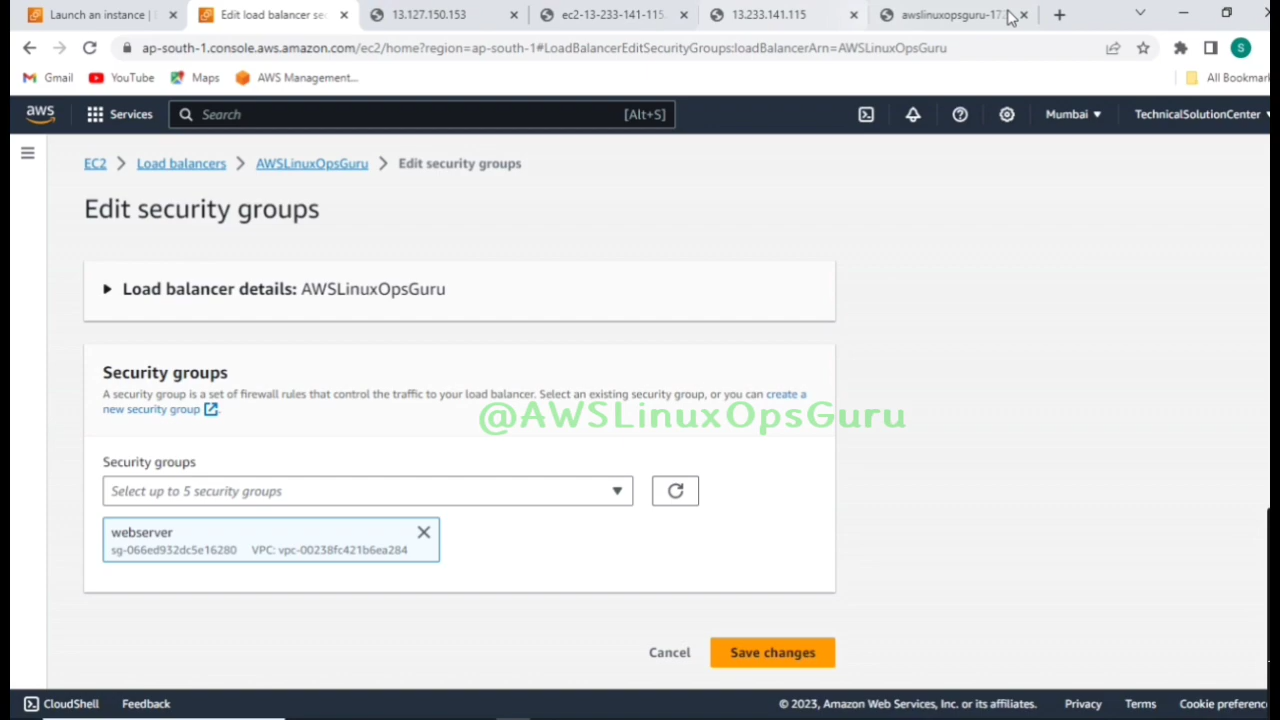 Launch an instance |
Edit load balancer se
13.127.150.153
ec2-13-233-141-115.
13.233.141.115
awslinuxopsguru-17
ap-south-1.console.aws.amazon.com/ec2/home?region=ap-south-1#LoadBalancerEditSecurityGroups:loadBalancerArn=AWSLinuxOpsGuru
S
Gmail
YouTube
Maps
AWS Management...
All Bookmar
aws
Services
Search
[Alt+S]
Mumbai
TechnicalSolutionCenter
EC2 > Load balancers > AWSLinuxOpsGuru > Edit security groups
Edit security groups
Load balancer details: AWSLinuxOpsGuru
Security groups
A security group is a set of firewall rules that control the traffic to your load balancer. Select an existing security group, or you can create a
new security group
@AWSLinuxOpsGuru
Security groups
Select up to 5 security groups
webserver
sg-066ed932dc5e16280 VPC: vpc-00238fc421b6ea284
Cancel
Save changes
CloudShell
Feedback
© 2023, Amazon Web Services, Inc. or its affiliates.
Privacy
Terms
Cookie preferenc